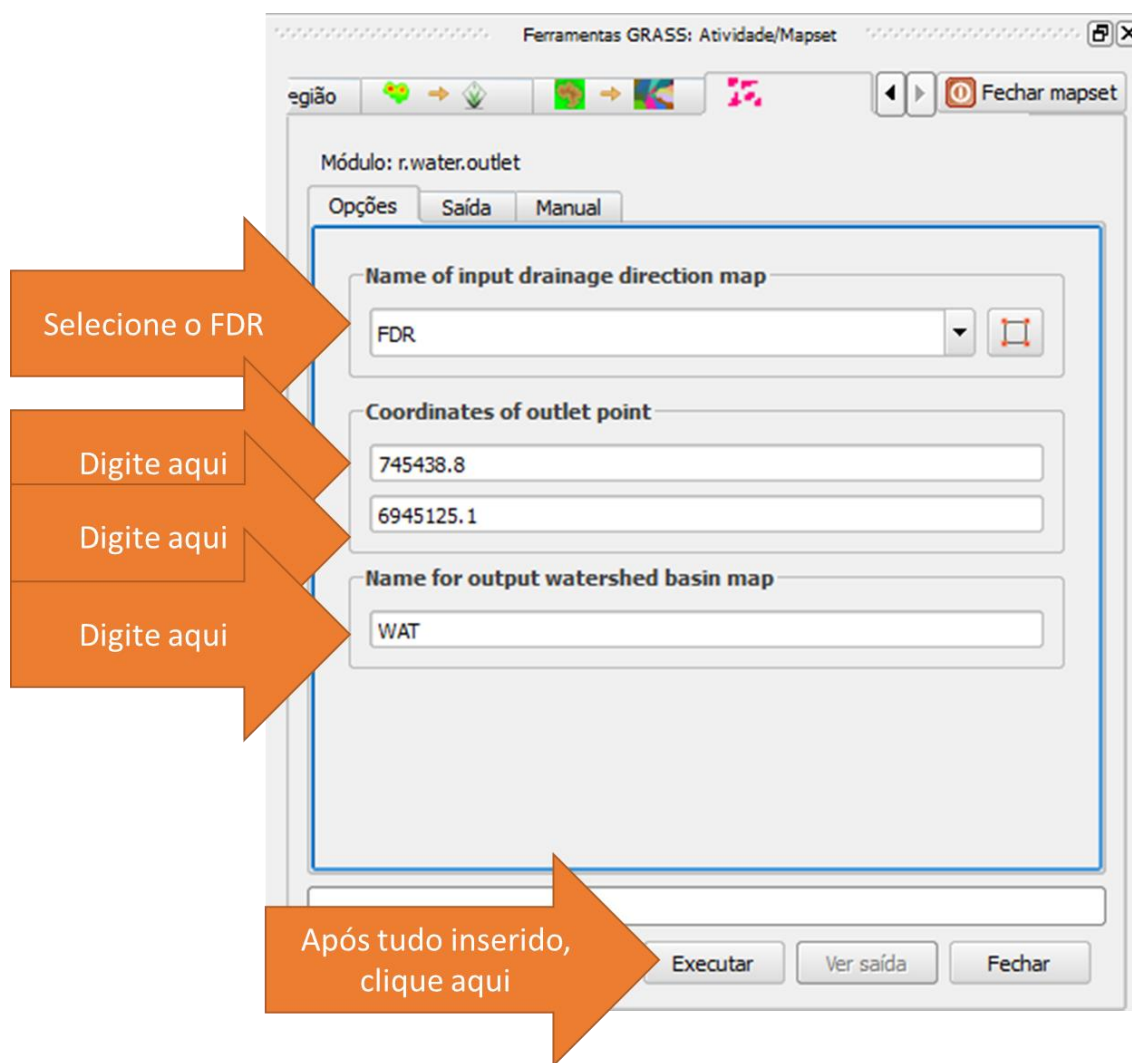 Ferramentas GRASS: Atividade/Mapset
egião
Fechar mapset
Módulo: r.water.outlet
Opções
Saída
Manual
Name of input drainage direction map
Selecione o FDR
FDR
Coordinates of outlet point
Digite aqui
745438.8
Digite aqui
6945125.1
Name for output watershed basin map
Digite aqui
WAT
Após tudo inserido,
clique aqui
Executar
Ver saída
Fechar